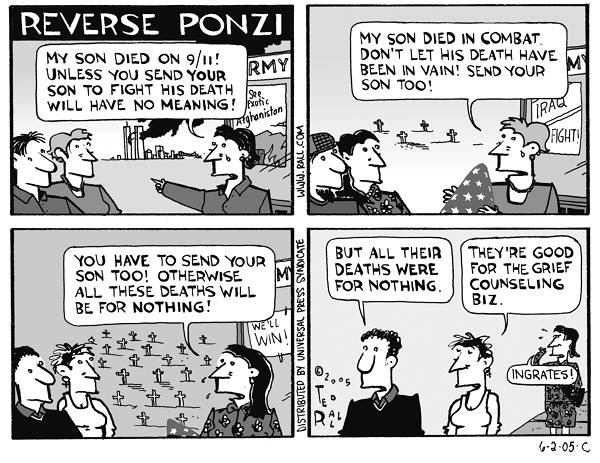 REVERSE PONZI
MY SON DIED ON 9/11!
UNLESS YOU SEND YOUR
SON TO FIGHT HIS DEATH
WILL HAVE NO MEANING!
RMY
See
Exotic
Afghanistan
WWW.RALL.COM
MY SON DIED IN COMBAT.
DON'T LET HIS DEATH HAVE
BEEN IN VAIN! SEND YOUR
SON TOO!
MY
IRAQ
FIGHT!
YOU HAVE TO SEND YOUR
SON TOO! OTHERWISE
ALL THESE DEATHS WILL
BE FOR NOTHING!
MY
WE'LL
WIN!
DISTRIBUTED BY UNIVERSAL PRESS SYNDICATE
BUT ALL THEIR
DEATHS WERE
FOR NOTHING.
THEY'RE GOOD
FOR THE GRIEF
COUNSELING
BIZ.
INGRATES!
©2005
TED
RALL
6-2-05·C